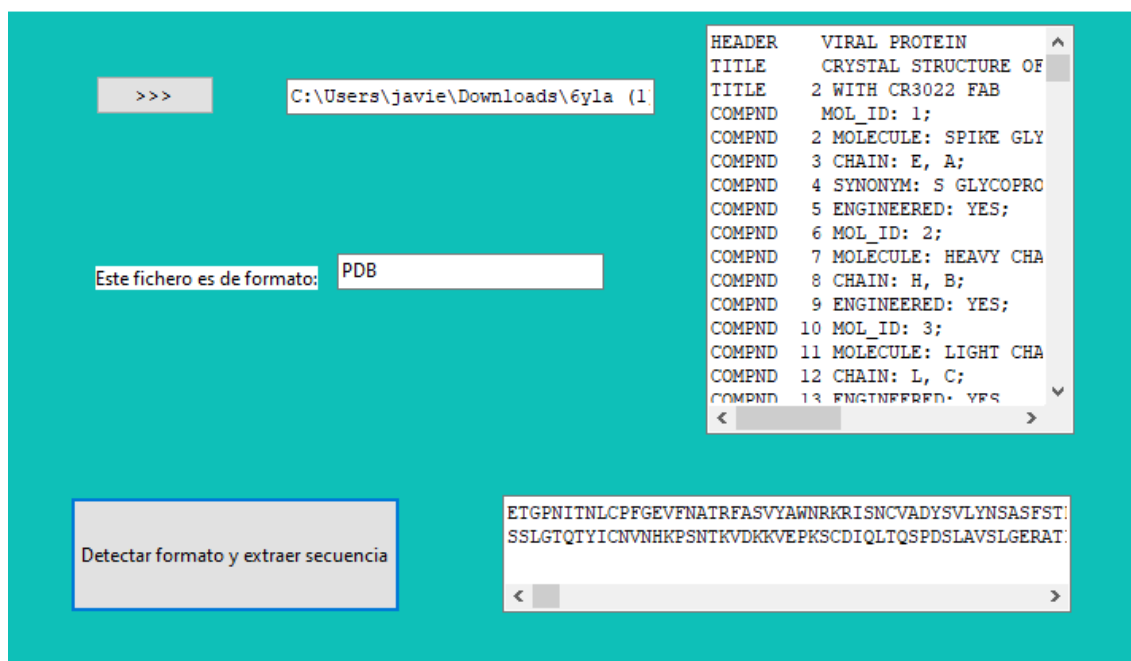 >>>
C:\Users\javie\Downloads\6yla (1
HEADER VIRAL PROTEIN
TITLE CRYSTAL STRUCTURE OF
TITLE 2 WITH CR3022 FAB
COMPND MOL_ID: 1;
COMPND 2 MOLECULE: SPIKE GLY
COMPND 3 CHAIN: E, A;
COMPND 4 SYNONYM: S GLYCOPRO
COMPND 5 ENGINEERED: YES;
COMPND 6 MOL_ID: 2;
COMPND 7 MOLECULE: HEAVY CHA
COMPND 8 CHAIN: H, B;
COMPND 9 ENGINEERED: YES;
COMPND 10 MOL_ID: 3;
COMPND 11 MOLECULE: LIGHT CHA
COMPND 12 CHAIN: L, C;
COMPND 13 ENGINEERED: YES
Este fichero es de formato:
PDB
Detectar formato y extraer secuencia
ETGPNITNLCPFGEVFNATRFASVYAWNRKRISNCVADYSVLYNSASFST
SSLGTQTYICNVNHKPSNTKVDKKVEPKSCDIQLTQSPDSLAVSLGERAT